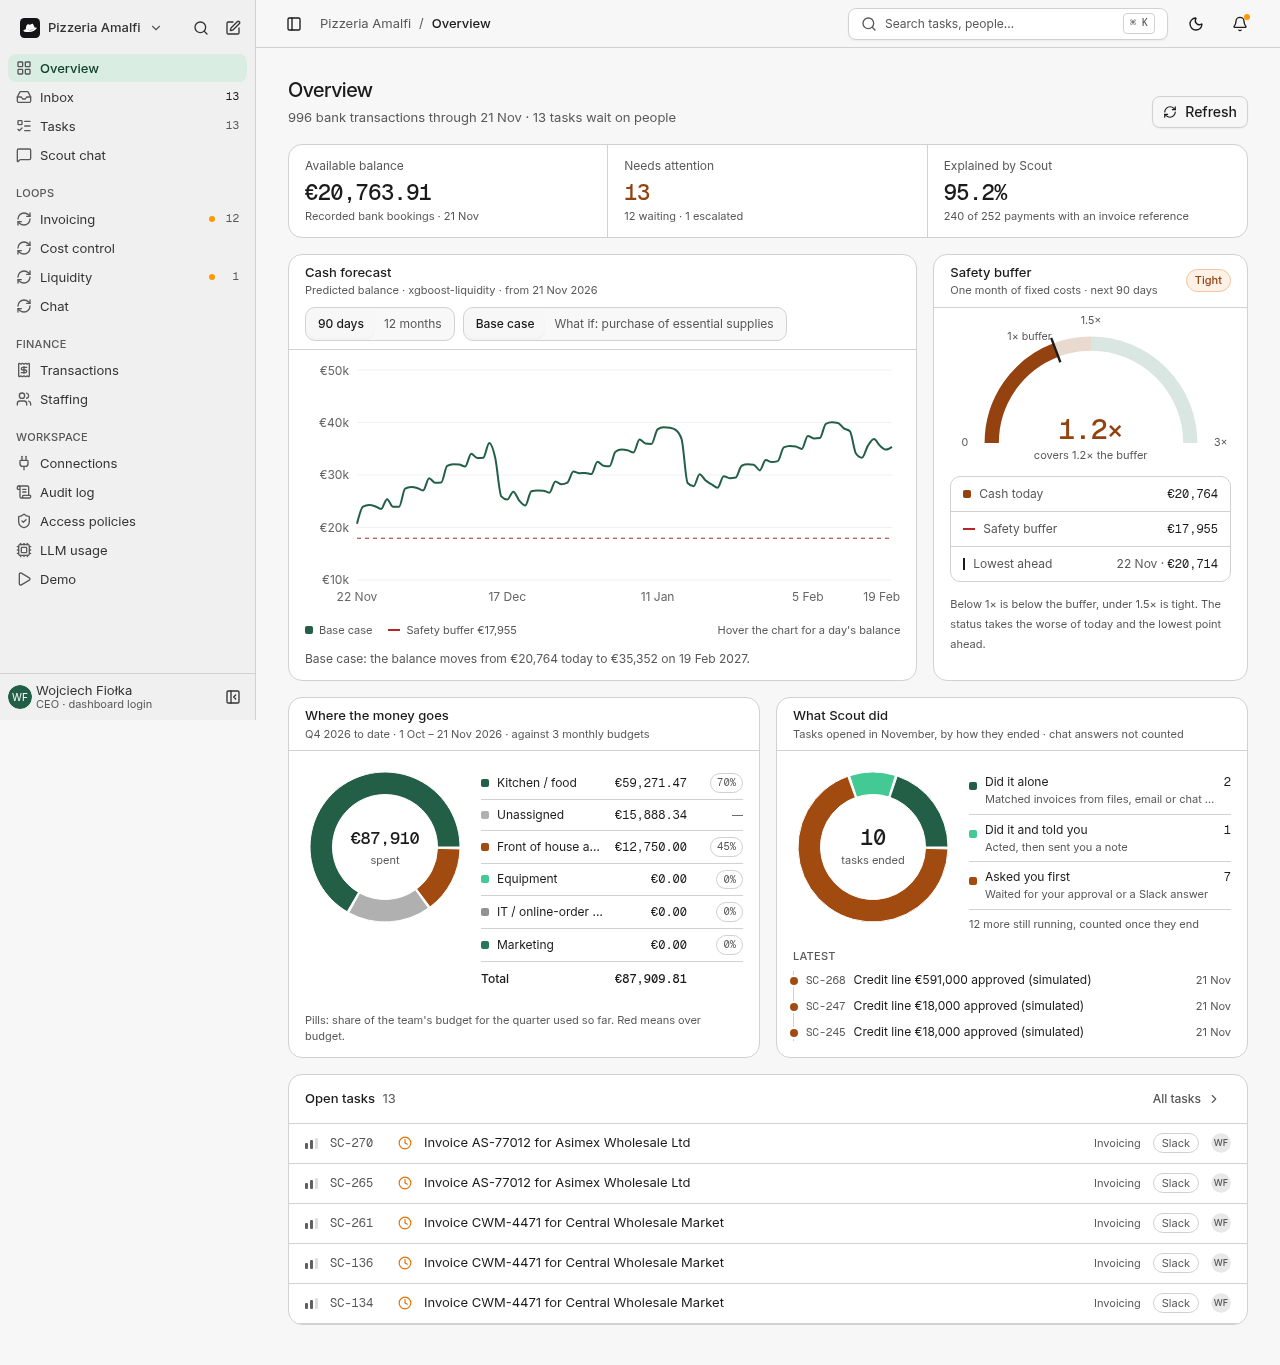 Pizzeria Amalfi
Overview
Inbox 13
Tasks 13
Scout chat
LOOPS
Invoicing 12
Cost control
Liquidity 1
Chat
FINANCE
Transactions
Staffing
WORKSPACE
Connections
Audit log
Access policies
LLM usage
Demo
WF
Wojciech Fiołka
CEO · dashboard login
Pizzeria Amalfi / Overview
Search tasks, people... ⌘ K
Overview
996 bank transactions through 21 Nov · 13 tasks wait on people
Refresh
Available balance
€20,763.91
Recorded bank bookings · 21 Nov
Needs attention
13
12 waiting · 1 escalated
Explained by Scout
95.2%
240 of 252 payments with an invoice reference
Cash forecast
Predicted balance · xgboost-liquidity · from 21 Nov 2026
90 days 12 months
Base case What if: purchase of essential supplies
€50k
€40k
€30k
€20k
€10k
22 Nov 17 Dec 11 Jan 5 Feb 19 Feb
Base case Safety buffer €17,955 Hover the chart for a day's balance
Base case: the balance moves from €20,764 today to €35,352 on 19 Feb 2027.
Safety buffer
One month of fixed costs · next 90 days
Tight
1.5×
1× buffer
0
3×
1.2×
covers 1.2× the buffer
Cash today €20,764
Safety buffer €17,955
Lowest ahead 22 Nov · €20,714
Below 1× is below the buffer, under 1.5× is tight. The
status takes the worse of today and the lowest point
ahead.
Where the money goes
Q4 2026 to date · 1 Oct – 21 Nov 2026 · against 3 monthly budgets
€87,910
spent
Kitchen / food €59,271.47 70%
Unassigned €15,888.34 —
Front of house a... €12,750.00 45%
Equipment €0.00 0%
IT / online-order ... €0.00 0%
Marketing €0.00 0%
Total €87,909.81
Pills: share of the team's budget for the quarter used so far. Red means over
budget.
What Scout did
Tasks opened in November, by how they ended · chat answers not counted
10
tasks ended
Did it alone 2
Matched invoices from files, email or chat ...
Did it and told you 1
Acted, then sent you a note
Asked you first 7
Waited for your approval or a Slack answer
12 more still running, counted once they end
LATEST
SC-268 Credit line €591,000 approved (simulated) 21 Nov
SC-247 Credit line €18,000 approved (simulated) 21 Nov
SC-245 Credit line €18,000 approved (simulated) 21 Nov
Open tasks 13
All tasks
SC-270 Invoice AS-77012 for Asimex Wholesale Ltd Invoicing Slack WF
SC-265 Invoice AS-77012 for Asimex Wholesale Ltd Invoicing Slack WF
SC-261 Invoice CWM-4471 for Central Wholesale Market Invoicing Slack WF
SC-136 Invoice CWM-4471 for Central Wholesale Market Invoicing Slack WF
SC-134 Invoice CWM-4471 for Central Wholesale Market Invoicing Slack WF